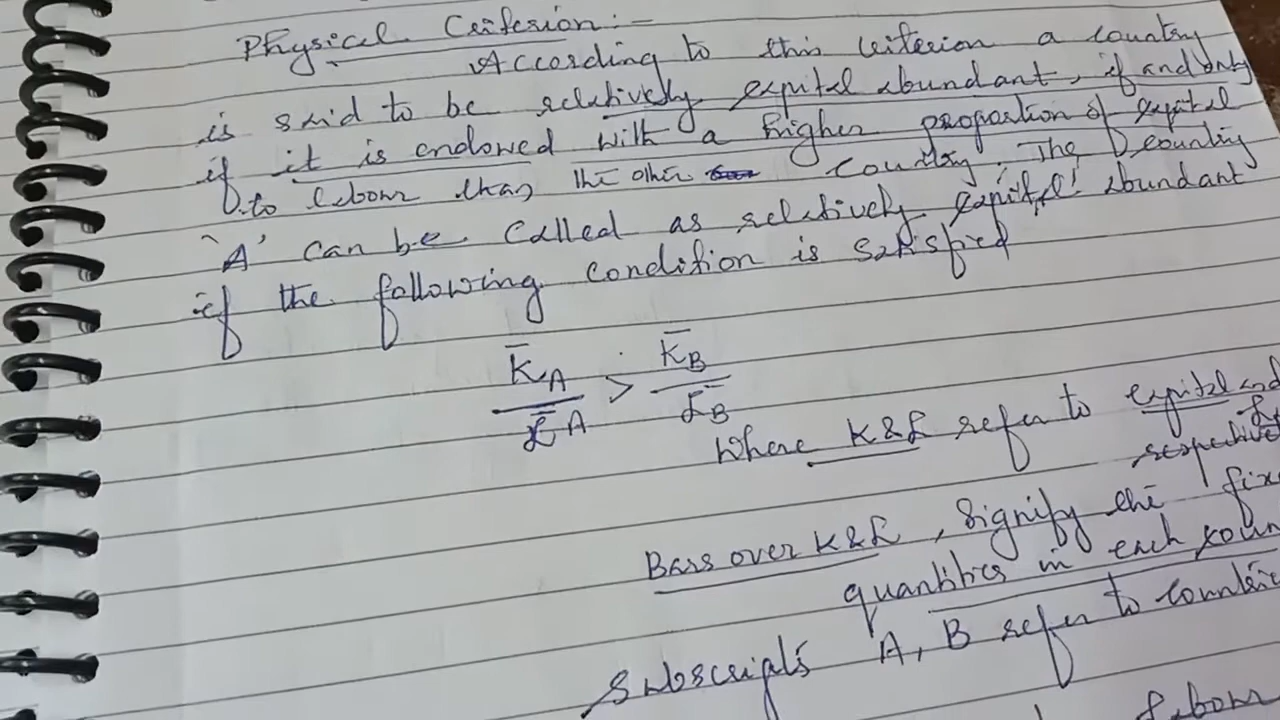 Physical Criterion:-
According to this criterion a country
is said to be relatively capital abundant, if and only
if it is endowed with a higher proportion of capital
to labour than the other country. The country
'A' can be called as relatively capital abundant
if the following condition is satisfied
K̄A / L̄A > K̄B / L̄B
Where K & L refer to capital and
respective
Bars over K & L, signify the fixe
quantities in each coun
Subscripts A, B refer to countrie
labour